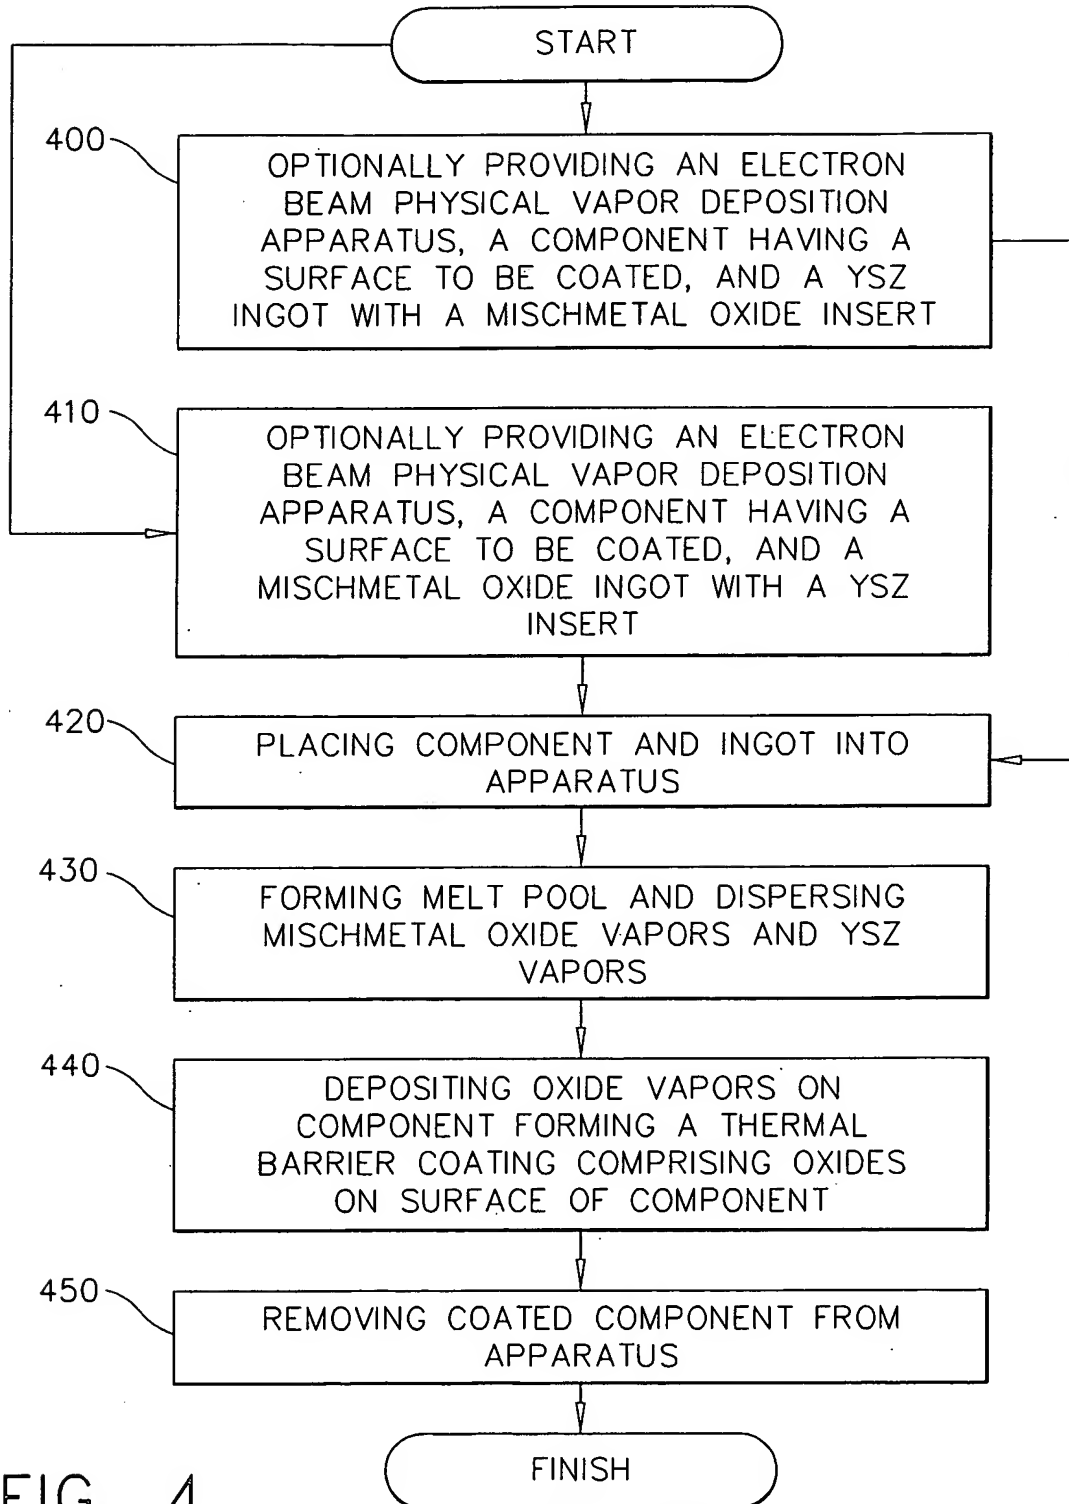 START
400
OPTIONALLY PROVIDING AN ELECTRON
BEAM PHYSICAL VAPOR DEPOSITION
APPARATUS, A COMPONENT HAVING A
SURFACE TO BE COATED, AND A YSZ
INGOT WITH A MISCHMETAL OXIDE INSERT
410
OPTIONALLY PROVIDING AN ELECTRON
BEAM PHYSICAL VAPOR DEPOSITION
APPARATUS, A COMPONENT HAVING A
SURFACE TO BE COATED, AND A
MISCHMETAL OXIDE INGOT WITH A YSZ
INSERT
420
PLACING COMPONENT AND INGOT INTO
APPARATUS
430
FORMING MELT POOL AND DISPERSING
MISCHMETAL OXIDE VAPORS AND YSZ
VAPORS
440
DEPOSITING OXIDE VAPORS ON
COMPONENT FORMING A THERMAL
BARRIER COATING COMPRISING OXIDES
ON SURFACE OF COMPONENT
450
REMOVING COATED COMPONENT FROM
APPARATUS
FINISH
FIG. 4